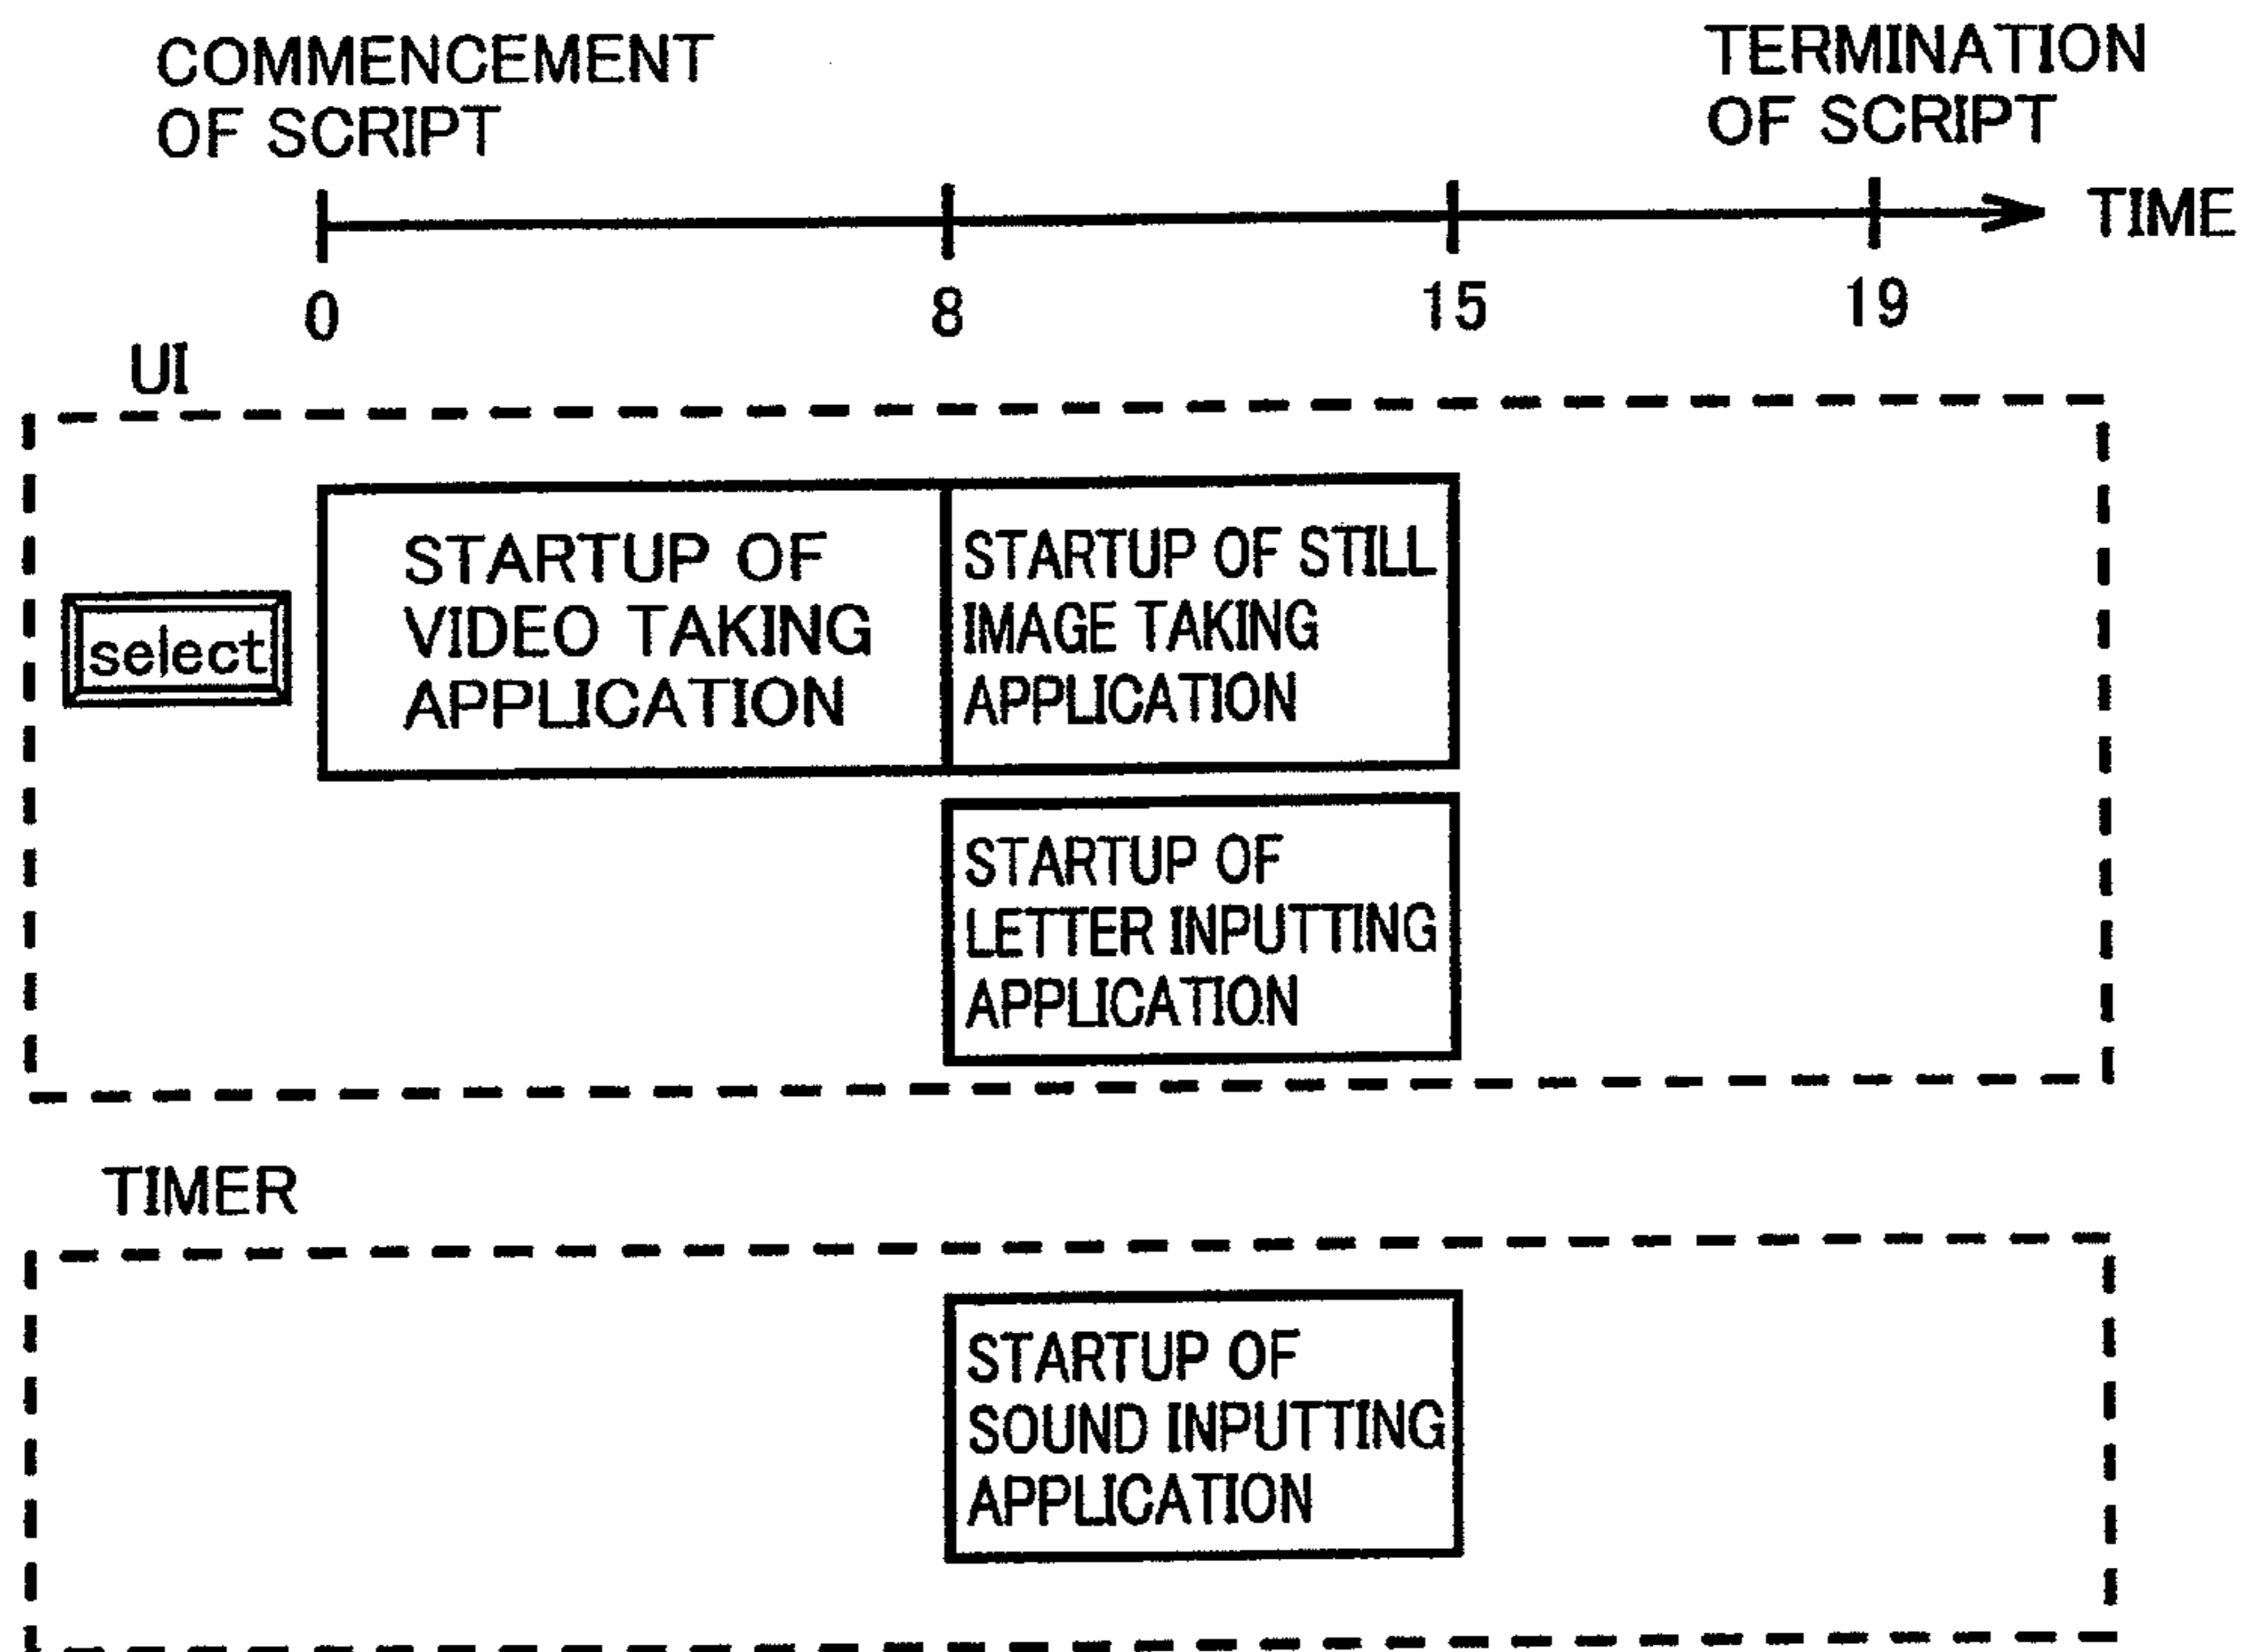 COMMENCEMENT
OF SCRIPT
TERMINATION
OF SCRIPT
TIME
0
8
15
19
UI
select
STARTUP OF
VIDEO TAKING
APPLICATION
STARTUP OF STILL
IMAGE TAKING
APPLICATION
STARTUP OF
LETTER INPUTTING
APPLICATION
TIMER
STARTUP OF
SOUND INPUTTING
APPLICATION